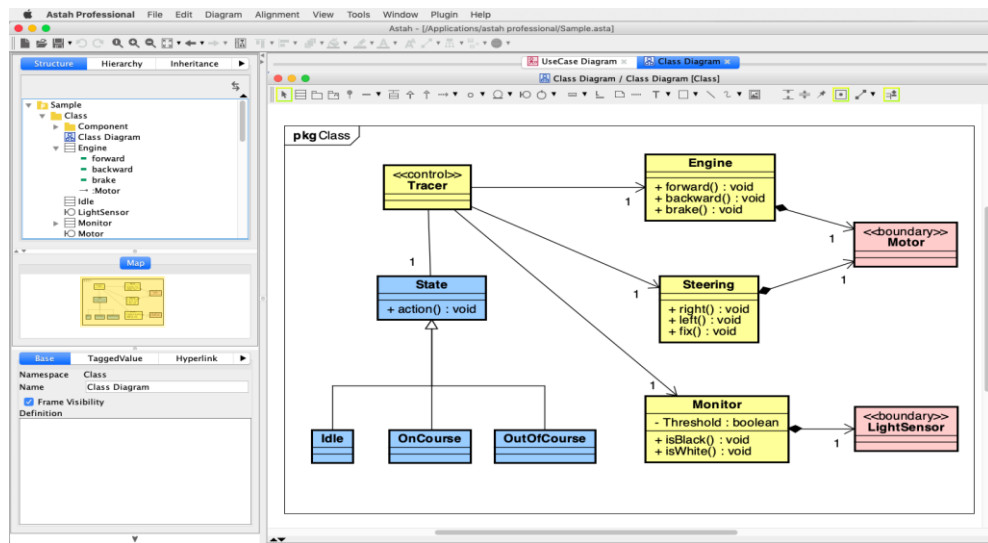 Astah Professional File Edit Diagram Alignment View Tools Window Plugin Help
Astah - [/Applications/astah professional/Sample.asta]
Structure Hierarchy Inheritance
Sample
Class
Component
Class Diagram
Engine
forward
backward
brake
:Motor
Idle
LightSensor
Monitor
Motor
Map
Base TaggedValue Hyperlink
Namespace Class
Name Class Diagram
Frame Visibility
Definition
UseCase Diagram × Class Diagram ×
Class Diagram / Class Diagram [Class]
T
pkg Class
<<control>>
Tracer
Engine
+ forward() : void
+ backward() : void
+ brake() : void
1
1
<<boundary>>
Motor
1
State
+ action() : void
1
Steering
+ right() : void
+ left() : void
+ fix() : void
1
1
Monitor
- Threshold : boolean
+ isBlack() : void
+ isWhite() : void
1
<<boundary>>
LightSensor
Idle
OnCourse
OutOfCourse